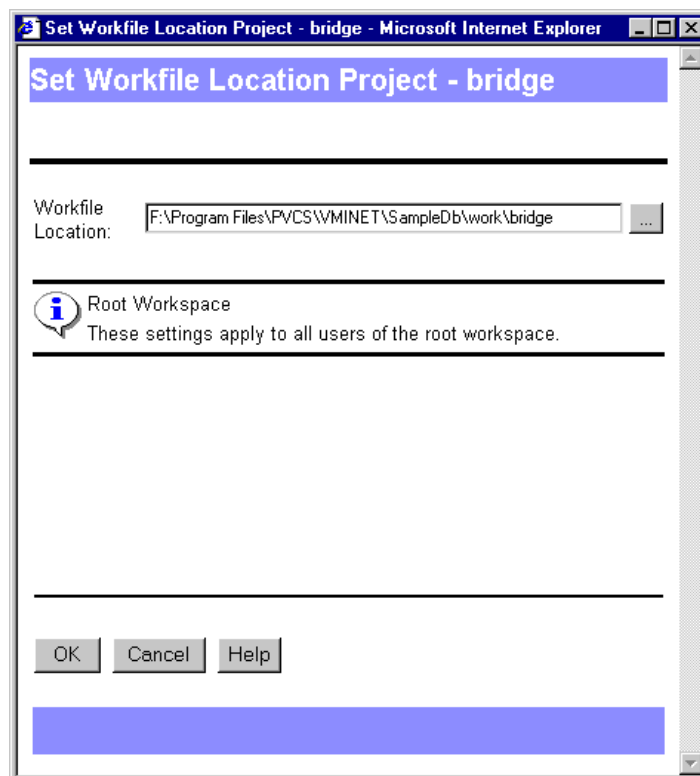 Set Workfile Location Project - bridge - Microsoft Internet Explorer
Set Workfile Location Project - bridge
Workfile
Location:
F:\Program Files\PVCS\VMINET\SampleDb\work\bridge
...
Root Workspace
These settings apply to all users of the root workspace.
OK Cancel Help